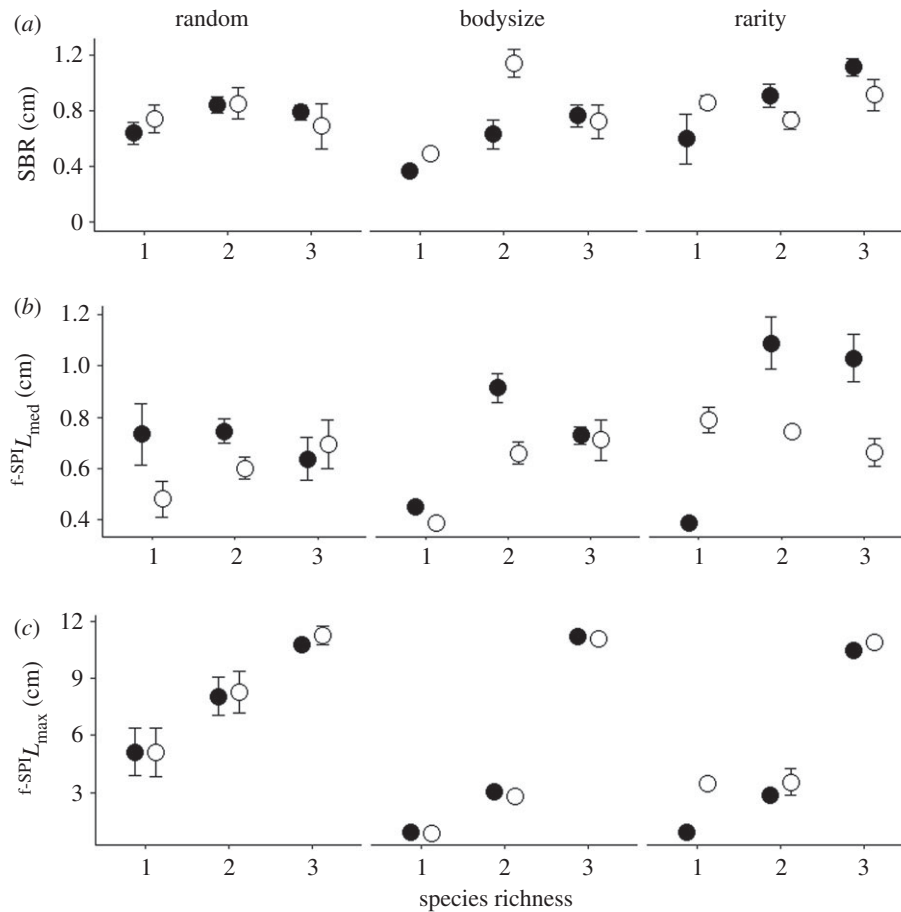 (a) random bodysize rarity
1.2
0.8
0.4
0
SBR (cm)
1 2 3 1 2 3 1 2 3
(b)
1.2
1.0
0.8
0.6
0.4
f-SPILmed (cm)
1 2 3 1 2 3 1 2 3
(c)
12
9
6
3
f-SPILmax (cm)
1 2 3 1 2 3 1 2 3
species richness